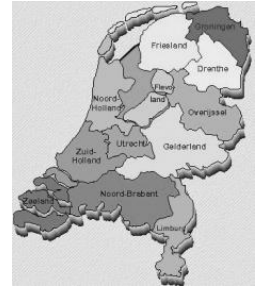 Groningen
Friesland
Drenthe
Flevo
land
Noord-
Holland
Overijssel
Utrecht
Gelderland
Zuid-
Holland
Noord-Brabant
Zeeland
Limburg